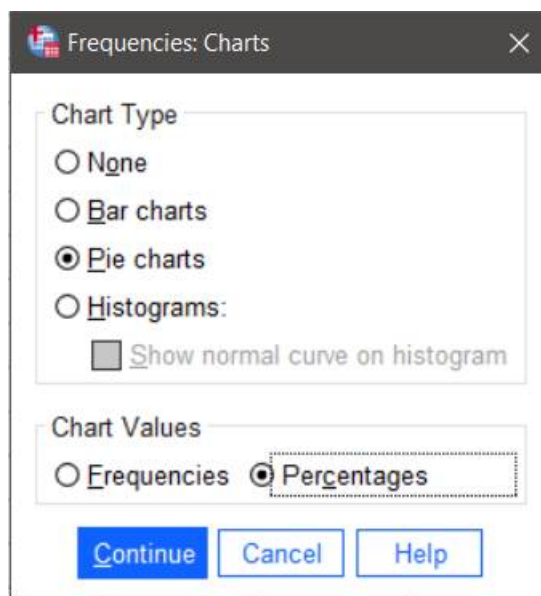 Frequencies: Charts
Chart Type
None
Bar charts
Pie charts
Histograms:
Show normal curve on histogram
Chart Values
Frequencies Percentages
Continue Cancel Help